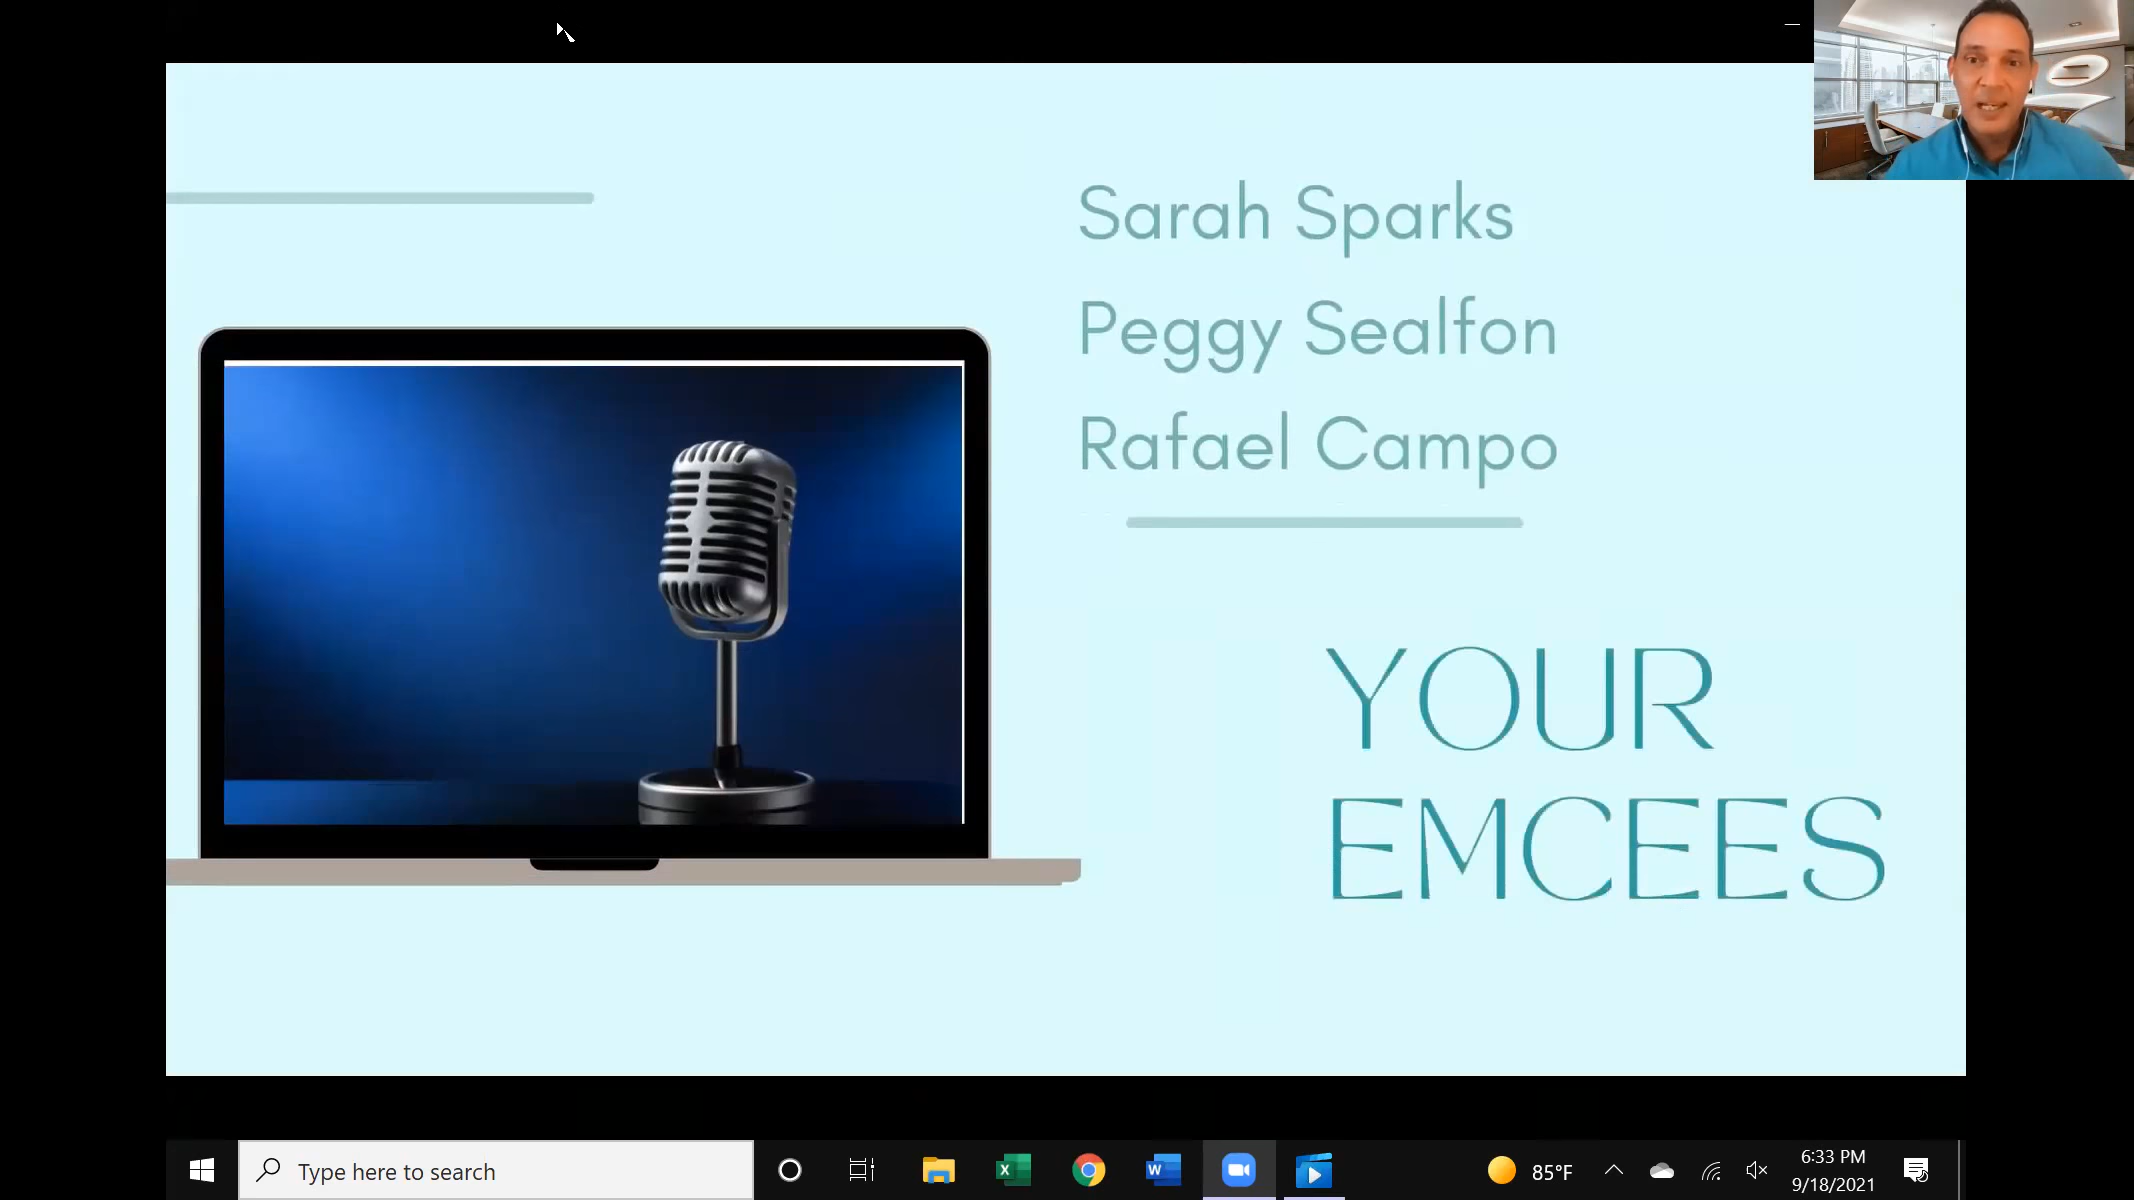 Sarah Sparks
Peggy Sealfon
Rafael Campo
YOUR
EMCEES
Type here to search
85°F
6:33 PM
9/18/2021